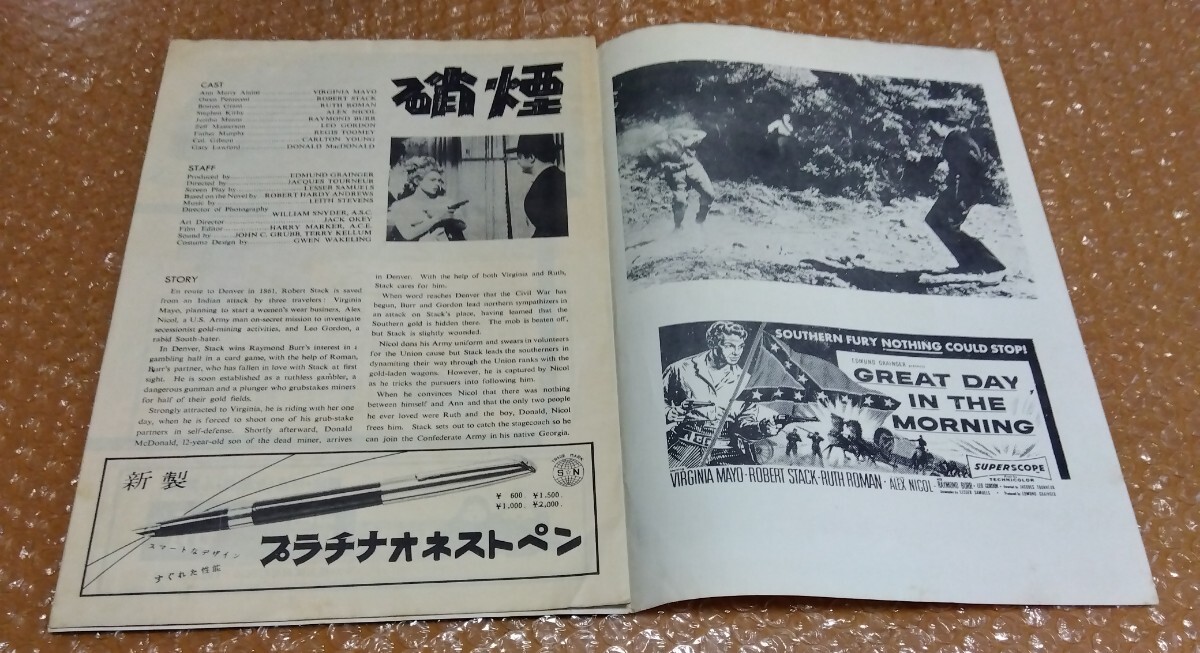 硝煙
CAST
Ann Merry Alaine VIRGINIA MAYO
Owen Pentecost ROBERT STACK
Boston Grant RUTH ROMAN
Stephen Kirby ALEX NICOL
Jumbo Means RAYMOND BURR
Zeff Masterson LEO GORDON
Father Murphy REGIS TOOMEY
Col. Gibson CARLTON YOUNG
Gary Lawford DONALD MacDONALD
STAFF
Produced by EDMUND GRAINGER
Directed by JACQUES TOURNEUR
Screen Play by LESSER SAMUELS
Based on the Novel by ROBERT HARDY ANDREWS
Music by LEITH STEVENS
Director of Photography
WILLIAM SNYDER, A.S.C.
Art Director JACK OKEY
Film Editor HARRY MARKER, A.C.E.
Sound by JOHN C. GRUBB, TERRY KELLUM
Costume Design by GWEN WAKELING
STORY
En route to Denver in 1861, Robert Stack is saved
from an Indian attack by three travelers: Virginia
Mayo, planning to start a women's wear business, Alex
Nicol, a U.S. Army man on-secret mission to investigate
secessionist gold-mining activities, and Leo Gordon, a
rabid South-hater.
In Denver, Stack wins Raymond Burr's interest in a
gambling hall in a card game, with the help of Roman,
Burr's partner, who has fallen in love with Stack at first
sight. He is soon established as a ruthless gambler, a
dangerous gunman and a plunger who grubstakes miners
for half of their gold fields.
Strongly attracted to Virginia, he is riding with her one
day, when he is forced to shoot one of his grub-stake
partners in self-defense. Shortly afterward, Donald
McDonald, 12-year-old son of the dead miner, arrives
in Denver. With the help of both Virginia and Ruth,
Stack cares for him.
When word reaches Denver that the Civil War has
begun, Burr and Gordon lead northern sympathizers in
an attack on Stack's place, having learned that the
Southern gold is hidden there. The mob is beaten off,
but Stack is slightly wounded.
Nicol dons his Army uniform and swears in volunteers
for the Union cause but Stack leads the southerners in
dynamiting their way through the Union ranks with the
gold-laden wagons. However, he is captured by Nicol
as he tricks the pursuers into following him.
When he convinces Nicol that there was nothing
between himself and Ann and that the only two people
he ever loved were Ruth and the boy, Donald, Nicol
frees him. Stack sets out to catch the stagecoach so he
can join the Confederate Army in his native Georgia.
新製
TRADE MARK
S N
¥ 600 ¥1,500.
¥1,000. ¥2,000.
スマートなデザイン
すぐれた性能
プラチナオネストペン
SOUTHERN FURY NOTHING COULD STOP!
EDMUND GRAINGER
GREAT DAY
IN THE
MORNING
SUPERSCOPE
TECHNICOLOR
VIRGINIA MAYO · ROBERT STACK · RUTH ROMAN · ALEX NICOL
RAYMOND BURR · LEO GORDON · Directed by JACQUES TOURNEUR
Screenplay by LESSER SAMUELS · Produced by EDMUND GRAINGER